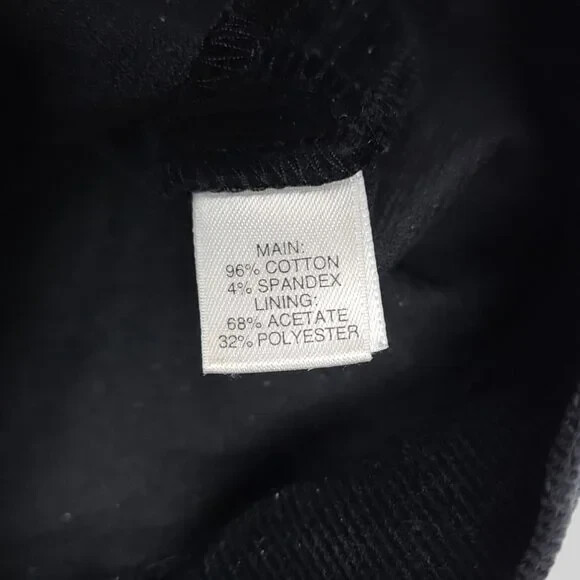 MAIN:
96% COTTON
4% SPANDEX
LINING:
68% ACETATE
32% POLYESTER